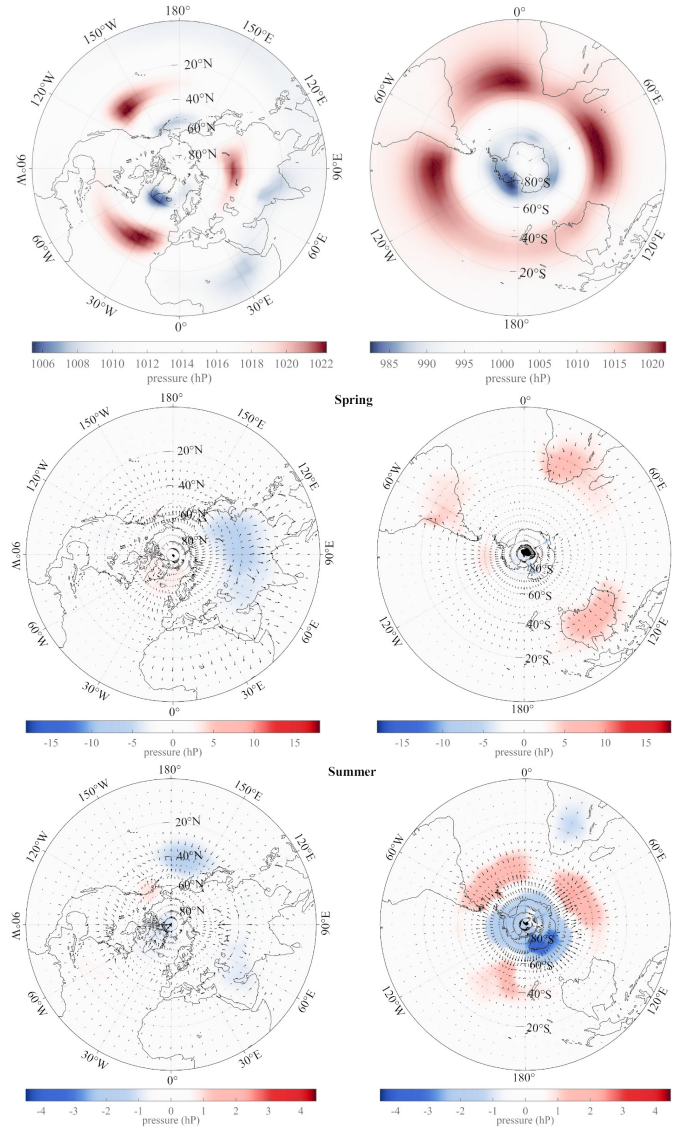 180°
150°W
150°E
20°N
120°W
120°E
40°N
60°N
80°N
90°W
90°E
60°W
60°E
30°W
30°E
0°
1006 1008 1010 1012 1014 1016 1018 1020 1022
pressure (hP)
0°
60°W
60°E
80°S
60°S
40°S
120°W
120°E
20°S
180°
985 990 995 1000 1005 1010 1015 1020
pressure (hP)
Spring
180°
150°W
150°E
20°N
120°W
120°E
40°N
60°N
80°N
90°W
90°E
60°W
60°E
30°W
30°E
0°
-15 -10 -5 0 5 10 15
pressure (hP)
0°
60°W
60°E
80°S
60°S
40°S
120°W
120°E
20°S
180°
-15 -10 -5 0 5 10 15
pressure (hP)
Summer
180°
150°W
150°E
20°N
120°W
120°E
40°N
60°N
80°N
90°W
90°E
60°W
60°E
30°W
30°E
0°
-4 -3 -2 -1 0 1 2 3 4
pressure (hP)
0°
60°W
60°E
80°S
60°S
40°S
120°W
120°E
20°S
180°
-4 -3 -2 -1 0 1 2 3 4
pressure (hP)